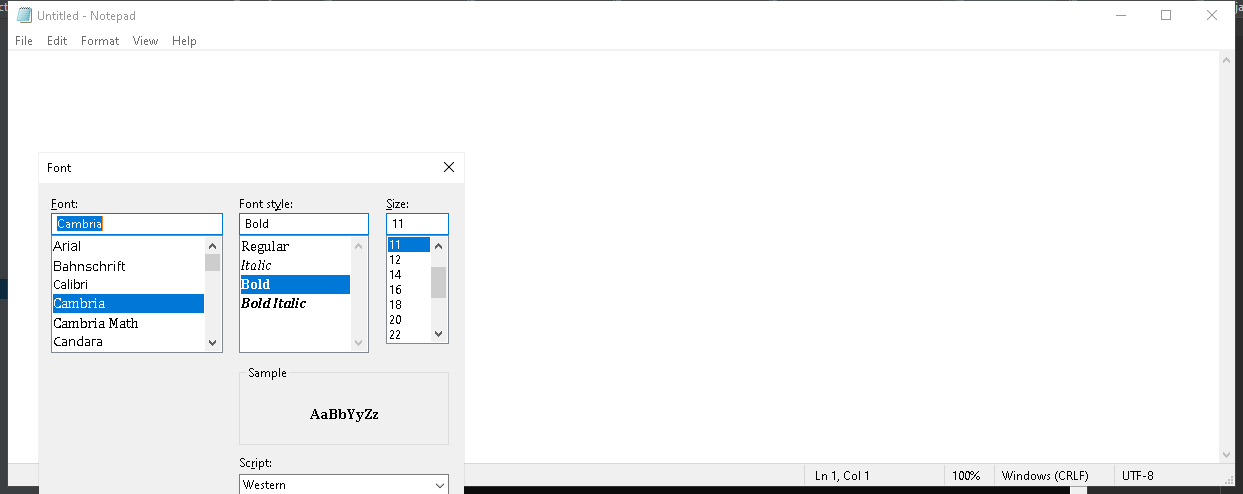 Untitled - Notepad
File Edit Format View Help
Font
Font: Font style: Size:
Cambria Bold 11
Arial Regular 11
Bahnschrift Italic 12
Calibri Bold 14
Cambria Bold Italic 16
Cambria Math 18
Candara 20
22
Sample
AaBbYyZz
Script:
Western
Ln 1, Col 1 100% Windows (CRLF) UTF-8